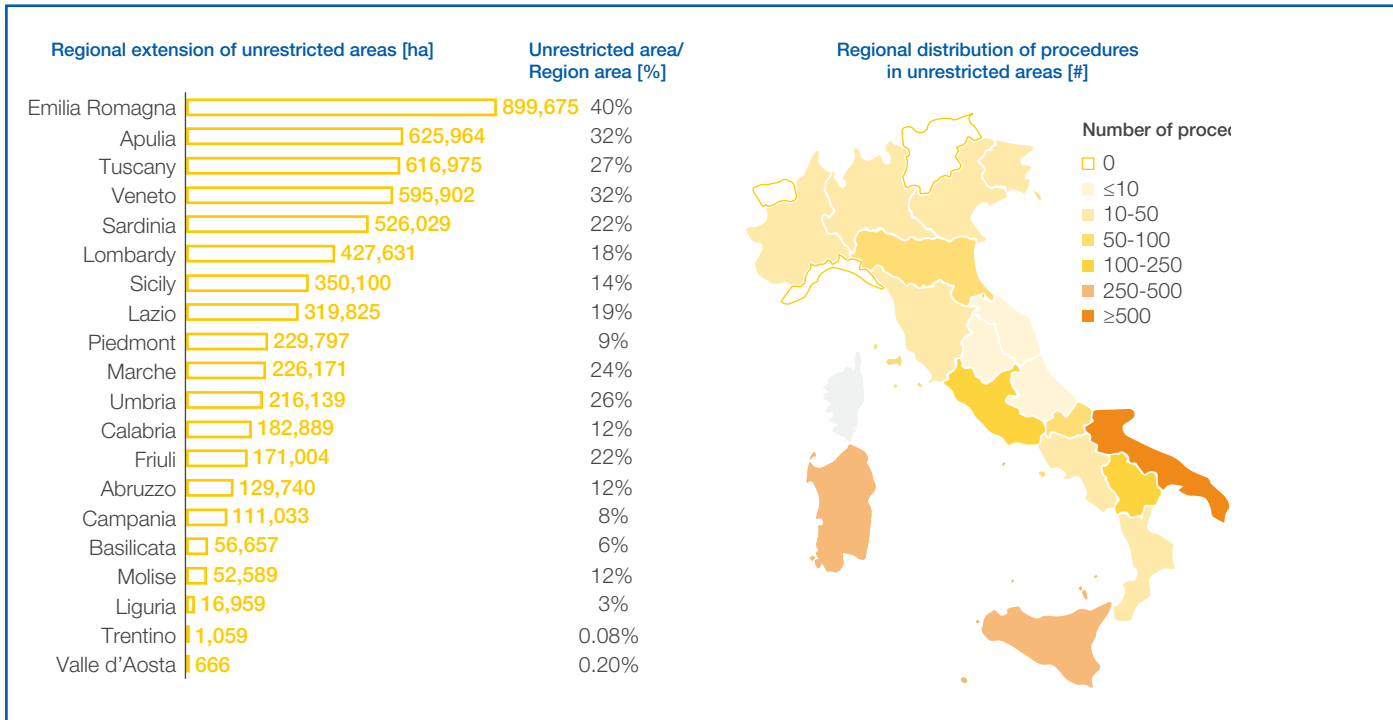 Regional extension of unrestricted areas [ha]
Unrestricted area/
Region area [%]
Emilia Romagna 899,675 40%
Apulia 625,964 32%
Tuscany 616,975 27%
Veneto 595,902 32%
Sardinia 526,029 22%
Lombardy 427,631 18%
Sicily 350,100 14%
Lazio 319,825 19%
Piedmont 229,797 9%
Marche 226,171 24%
Umbria 216,139 26%
Calabria 182,889 12%
Friuli 171,004 22%
Abruzzo 129,740 12%
Campania 111,033 8%
Basilicata 56,657 6%
Molise 52,589 12%
Liguria 16,959 3%
Trentino 1,059 0.08%
Valle d'Aosta 666 0.20%
Regional distribution of procedures
in unrestricted areas [#]
Number of proced
0
≤10
10-50
50-100
100-250
250-500
≥500